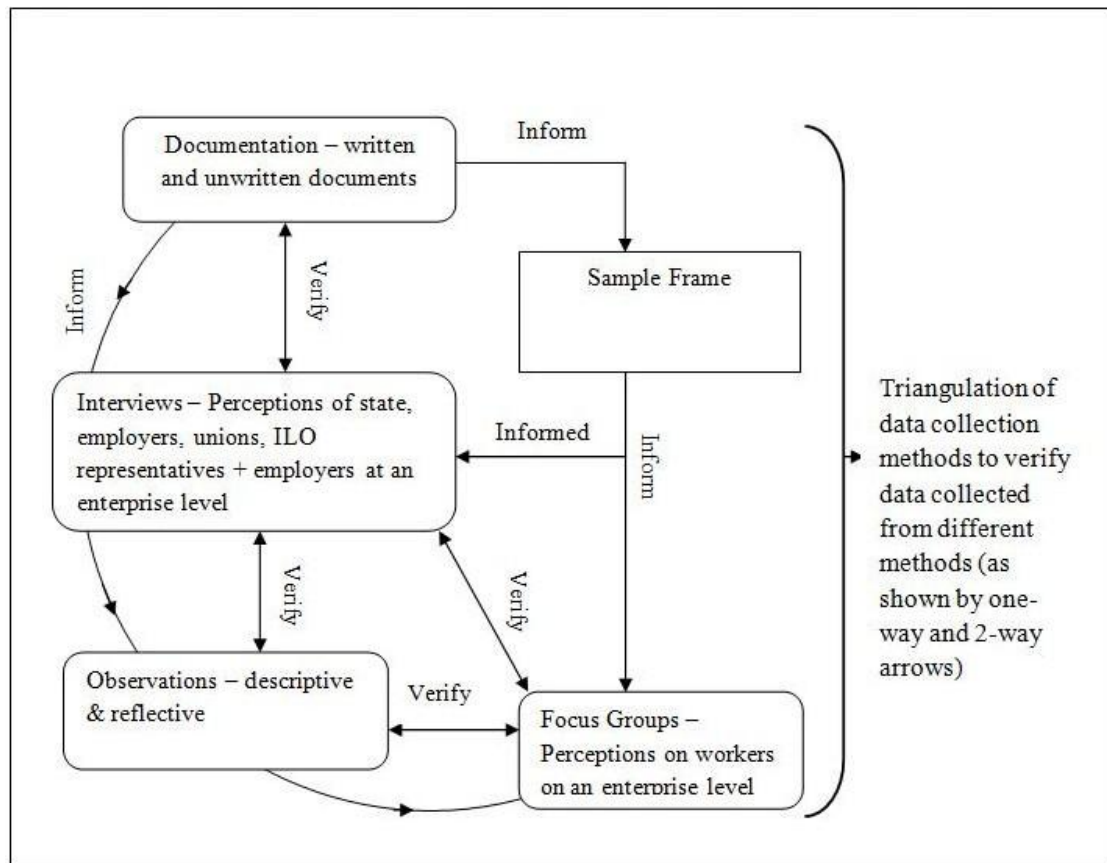 Documentation – written
and unwritten documents
Inform
Sample Frame
Inform
Verify
Interviews – Perceptions of state,
employers, unions, ILO
representatives + employers at an
enterprise level
Informed
Inform
Triangulation of
data collection
methods to verify
data collected
from different
methods (as
shown by one-
way and 2-way
arrows)
Verify
Verify
Observations – descriptive
& reflective
Verify
Focus Groups –
Perceptions on workers
on an enterprise level